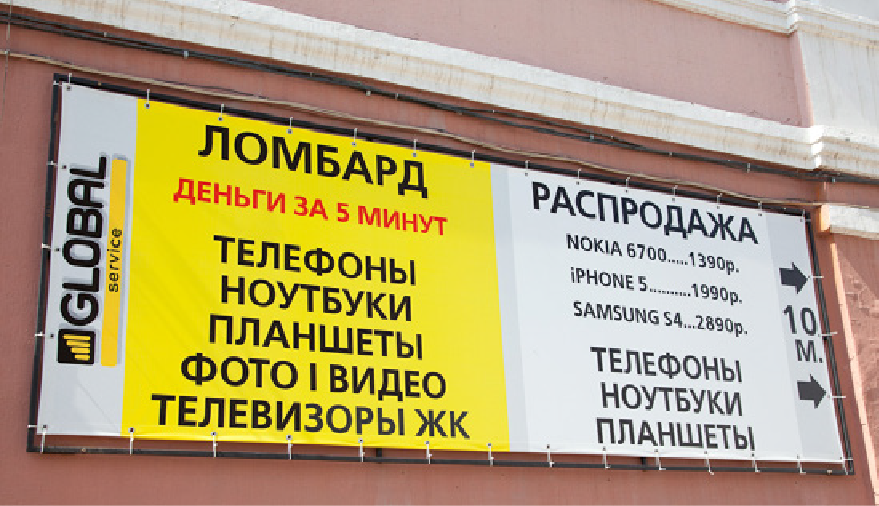 GLOBAL
service
ЛОМБАРД
ДЕНЬГИ ЗА 5 МИНУТ
ТЕЛЕФОНЫ
НОУТБУКИ
ПЛАНШЕТЫ
ФОТО I ВИДЕО
ТЕЛЕВИЗОРЫ ЖК
РАСПРОДАЖА
NOKIA 6700.....1390р.
iPHONE 5..........1990р.
SAMSUNG S4...2890р.
ТЕЛЕФОНЫ
НОУТБУКИ
ПЛАНШЕТЫ
10
М.